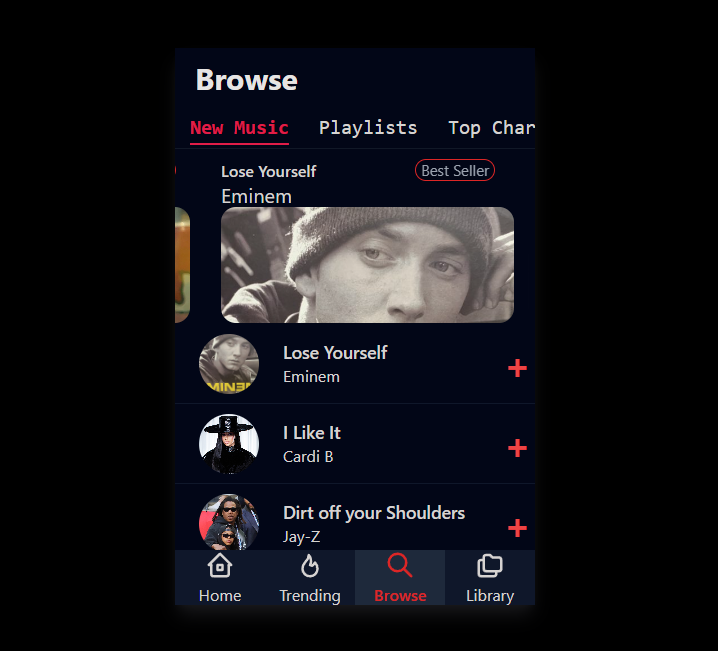 Browse
New Music Playlists Top Char
Lose Yourself Best Seller
Eminem
EMINEM
Lose Yourself
Eminem
I Like It
Cardi B
Dirt off your Shoulders
Jay-Z
Home Trending Browse Library